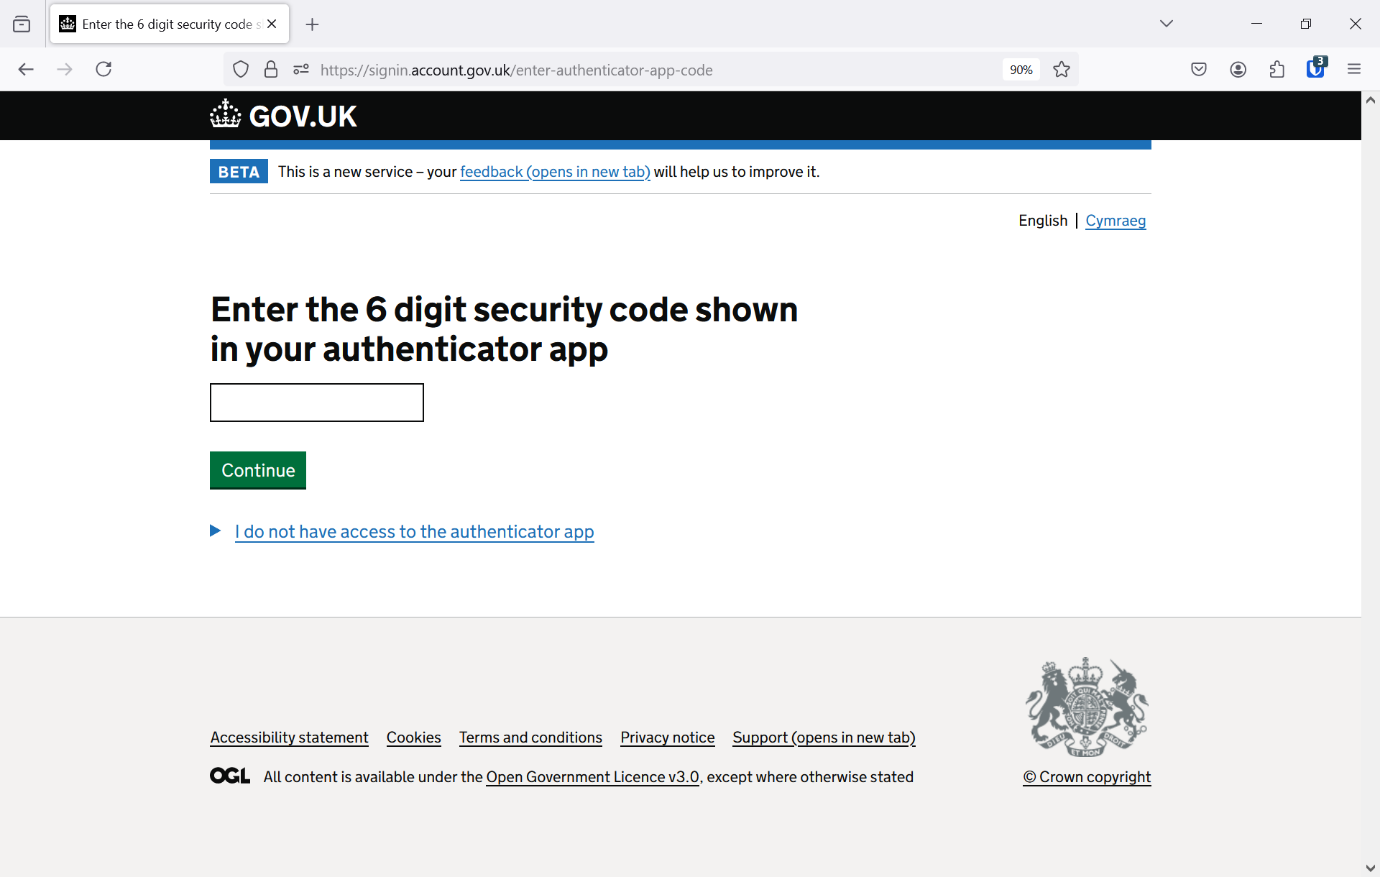 Enter the 6 digit security code s
https://signin.account.gov.uk/enter-authenticator-app-code
90%
3
GOV.UK
BETA This is a new service – your feedback (opens in new tab) will help us to improve it.
English | Cymraeg
Enter the 6 digit security code shown
in your authenticator app
Continue
I do not have access to the authenticator app
Accessibility statement Cookies Terms and conditions Privacy notice Support (opens in new tab)
OGL All content is available under the Open Government Licence v3.0, except where otherwise stated
© Crown copyright